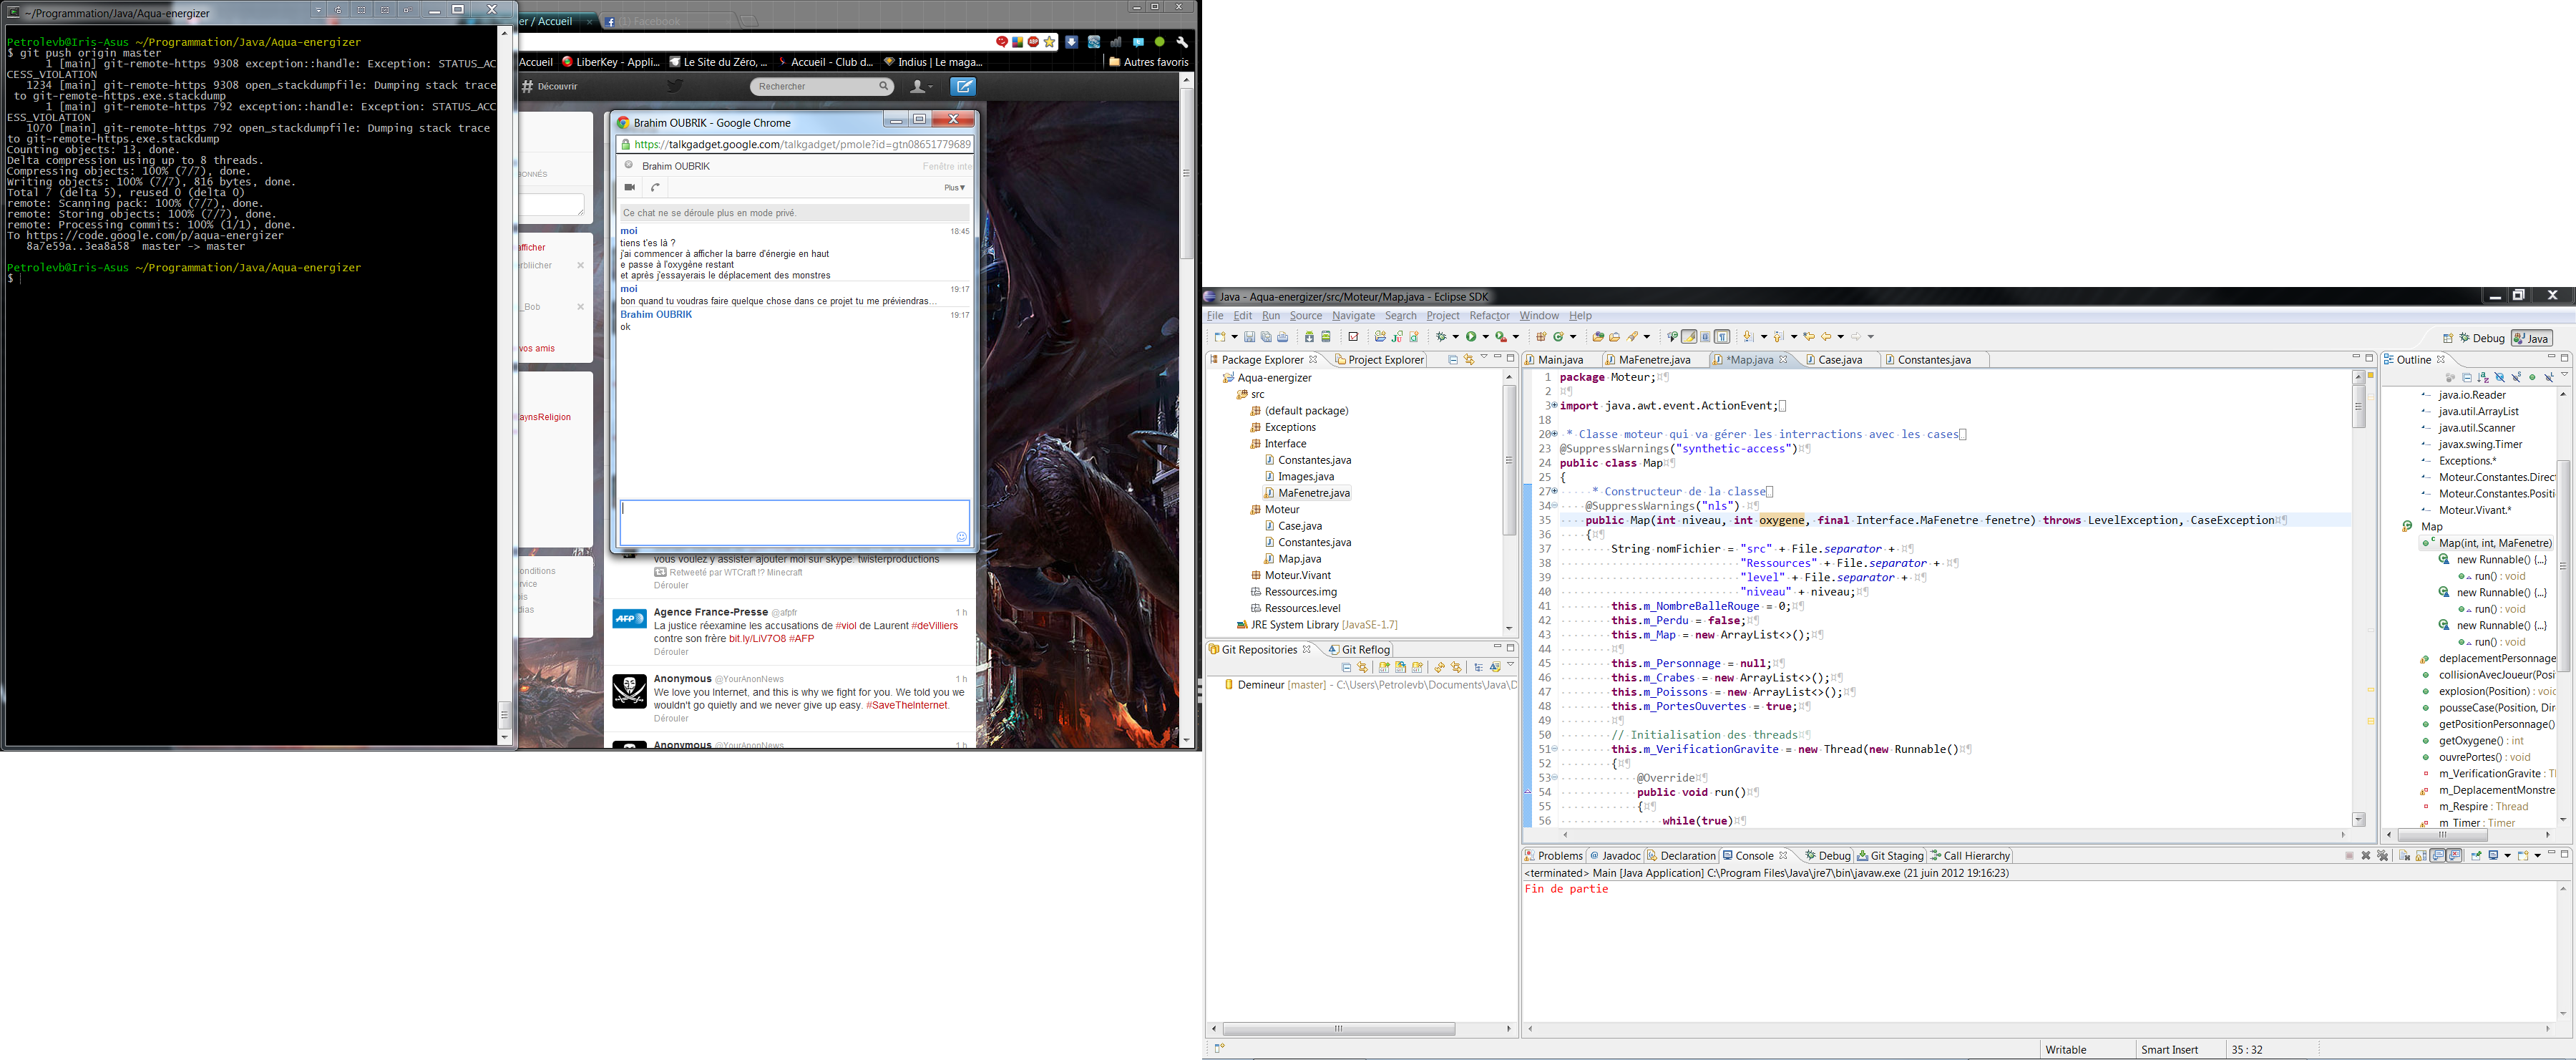 ~/Programmation/Java/Aqua-energizer
Petrolevb@Iris-Asus ~/Programmation/Java/Aqua-energizer
$ git push origin master
1 [main] git-remote-https 9308 exception::handle: Exception: STATUS_AC
CESS_VIOLATION
1234 [main] git-remote-https 9308 open_stackdumpfile: Dumping stack trace
to git-remote-https.exe.stackdump
1 [main] git-remote-https 792 exception::handle: Exception: STATUS_ACC
ESS_VIOLATION
1070 [main] git-remote-https 792 open_stackdumpfile: Dumping stack trace
to git-remote-https.exe.stackdump
Counting objects: 13, done.
Delta compression using up to 8 threads.
Compressing objects: 100% (7/7), done.
Writing objects: 100% (7/7), 816 bytes, done.
Total 7 (delta 5), reused 0 (delta 0)
remote: Scanning pack: 100% (7/7), done.
remote: Storing objects: 100% (7/7), done.
remote: Processing commits: 100% (1/1), done.
To https://code.google.com/p/aqua-energizer
8a7e59a..3ea8a58 master -> master
Petrolevb@Iris-Asus ~/Programmation/Java/Aqua-energizer
$
er / Accueil
(1) Facebook
Accueil LiberKey - Appli... Le Site du Zéro, ... Accueil - Club d... Indius | Le maga... Autres favoris
# Découvrir Rechercher
BONNÉS
afficher
erbliicher
_Bob
vos amis
aynsReligion
onditions
rvice
ais
dias
Brahim OUBRIK - Google Chrome
https://talkgadget.google.com/talkgadget/pmole?id=gtn08651779689
Brahim OUBRIK Fenêtre inte
Plus▼
Ce chat ne se déroule plus en mode privé.
moi 18:45
tiens t'es là ?
j'ai commencer à afficher la barre d'énergie en haut
e passe à l'oxygène restant
et après j'essayerais le déplacement des monstres
moi 19:17
bon quand tu voudras faire quelque chose dans ce projet tu me préviendras...
Brahim OUBRIK 19:17
ok
vous voulez y assister ajouter moi sur skype: twisterproductions
Retweeté par WTCraft !? Minecraft
Dérouler
Agence France-Presse @afpfr 1 h
AFP
La justice réexamine les accusations de #viol de Laurent #deVilliers
contre son frère bit.ly/LiV7O8 #AFP
Dérouler
Anonymous @YourAnonNews 1 h
We love you Internet, and this is why we fight for you. We told you we
wouldn't go quietly and we never give up easy. #SaveTheInternet.
Dérouler
Anonymous @YourAnonNews 1 h
Java - Aqua-energizer/src/Moteur/Map.java - Eclipse SDK
File Edit Run Source Navigate Search Project Refactor Window Help
Debug Java
Package Explorer Project Explorer
Aqua-energizer
src
(default package)
Exceptions
Interface
Constantes.java
Images.java
MaFenetre.java
Moteur
Case.java
Constantes.java
Map.java
Moteur.Vivant
Ressources.img
Ressources.level
JRE System Library [JavaSE-1.7]
Git Repositories Git Reflog
Demineur [master] - C:\Users\Petrolevb\Documents\Java\D
Main.java MaFenetre.java *Map.java Case.java Constantes.java
1 package Moteur;¤¶
2 ¤¶
3 import java.awt.event.ActionEvent;
18
20 * Classe moteur qui va gérer les interractions avec les cases
23 @SuppressWarnings("synthetic-access")¤¶
24 public class Map¤¶
25 {
27 * Constructeur de la classe
34 @SuppressWarnings("nls") ¤¶
35 public Map(int niveau, int oxygene, final Interface.MaFenetre fenetre) throws LevelException, CaseException¤¶
36 {¤¶
37 String nomFichier = "src" + File.separator + ¤¶
38 "Ressources" + File.separator + ¤¶
39 "level" + File.separator + ¤¶
40 "niveau" + niveau;¤¶
41 this.m_NombreBalleRouge = 0;¤¶
42 this.m_Perdu = false;¤¶
43 this.m_Map = new ArrayList<>();¤¶
44 ¤¶
45 this.m_Personnage = null;¤¶
46 this.m_Crabes = new ArrayList<>();¤¶
47 this.m_Poissons = new ArrayList<>();¤¶
48 this.m_PortesOuvertes = true;¤¶
49 ¤¶
50 // Initialisation des threads¤¶
51 this.m_VerificationGravite = new Thread(new Runnable()¤¶
52 {¤¶
53 @Override¤¶
54 public void run()¤¶
55 {¤¶
56 while(true)¤¶
Outline
java.io.Reader
java.util.ArrayList
java.util.Scanner
javax.swing.Timer
Exceptions.*
Moteur.Constantes.Direc
Moteur.Constantes.Positi
Moteur.Vivant.*
Map
Map(int, int, MaFenetre)
new Runnable() {...}
run() : void
new Runnable() {...}
run() : void
new Runnable() {...}
run() : void
deplacementPersonnage
collisionAvecJoueur(Posi
explosion(Position) : voic
pousseCase(Position, Dir
getPositionPersonnage()
getOxygene() : int
ouvrePortes() : void
m_VerificationGravite : Tl
m_DeplacementMonstre
m_Respire : Thread
m_Timer : Timer
Problems Javadoc Declaration Console Debug Git Staging Call Hierarchy
<terminated> Main [Java Application] C:\Program Files\Java\jre7\bin\javaw.exe (21 juin 2012 19:16:23)
Fin de partie
Writable Smart Insert 35 : 32